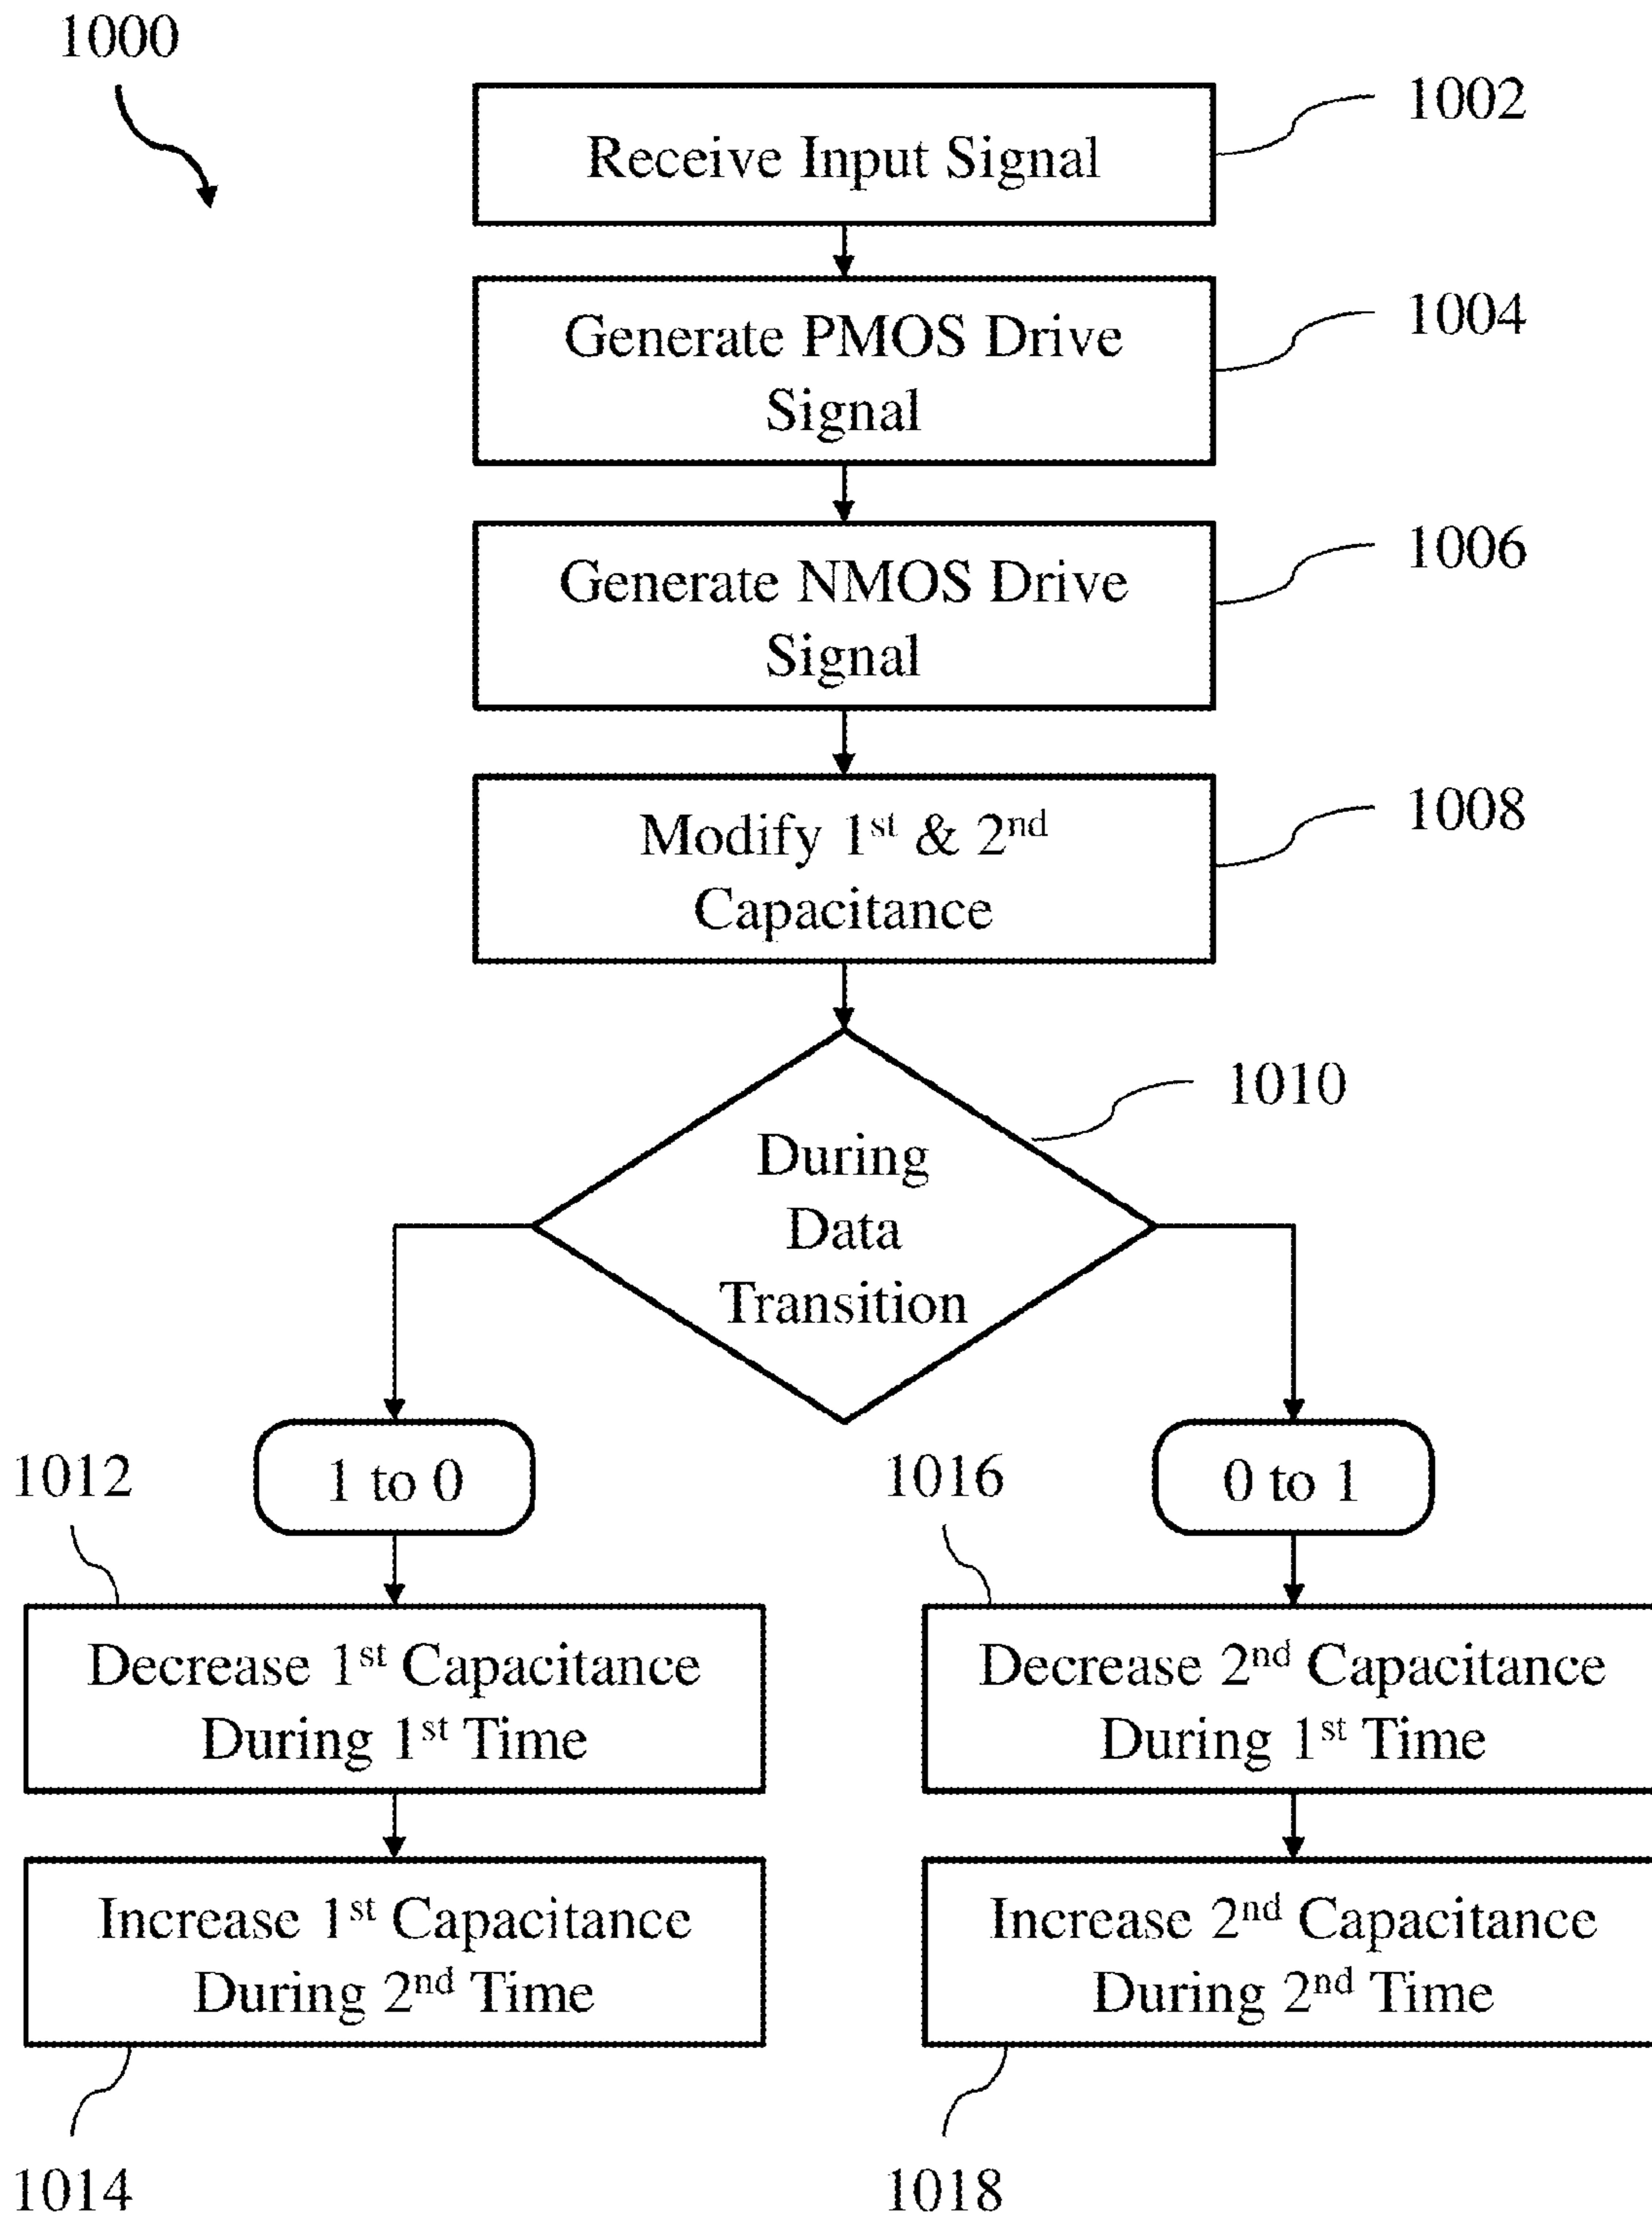 1000
Receive Input Signal
1002
Generate PMOS Drive
Signal
1004
Generate NMOS Drive
Signal
1006
Modify 1st & 2nd
Capacitance
1008
During
Data
Transition
1010
1 to 0
0 to 1
1012
Decrease 1st Capacitance
During 1st Time
1016
Decrease 2nd Capacitance
During 1st Time
Increase 1st Capacitance
During 2nd Time
1014
Increase 2nd Capacitance
During 2nd Time
1018